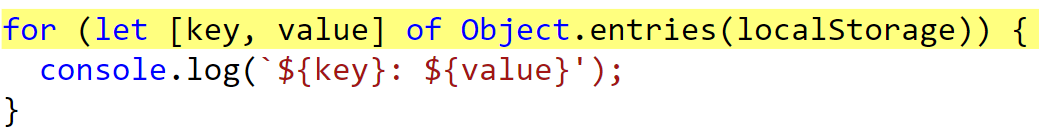 for (let [key, value] of Object.entries(localStorage)) {
  console.log(`${key}: ${value}');
}